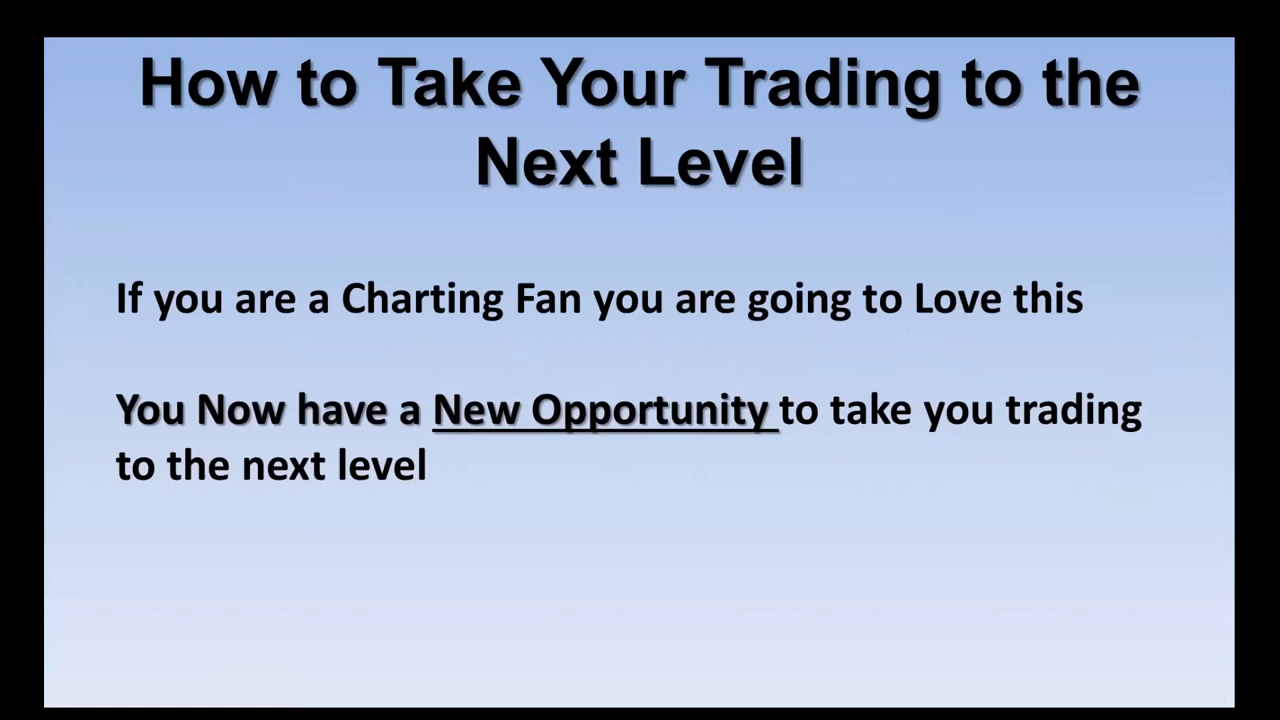 How to Take Your Trading to the
Next Level
If you are a Charting Fan you are going to Love this
You Now have a New Opportunity to take you trading
to the next level